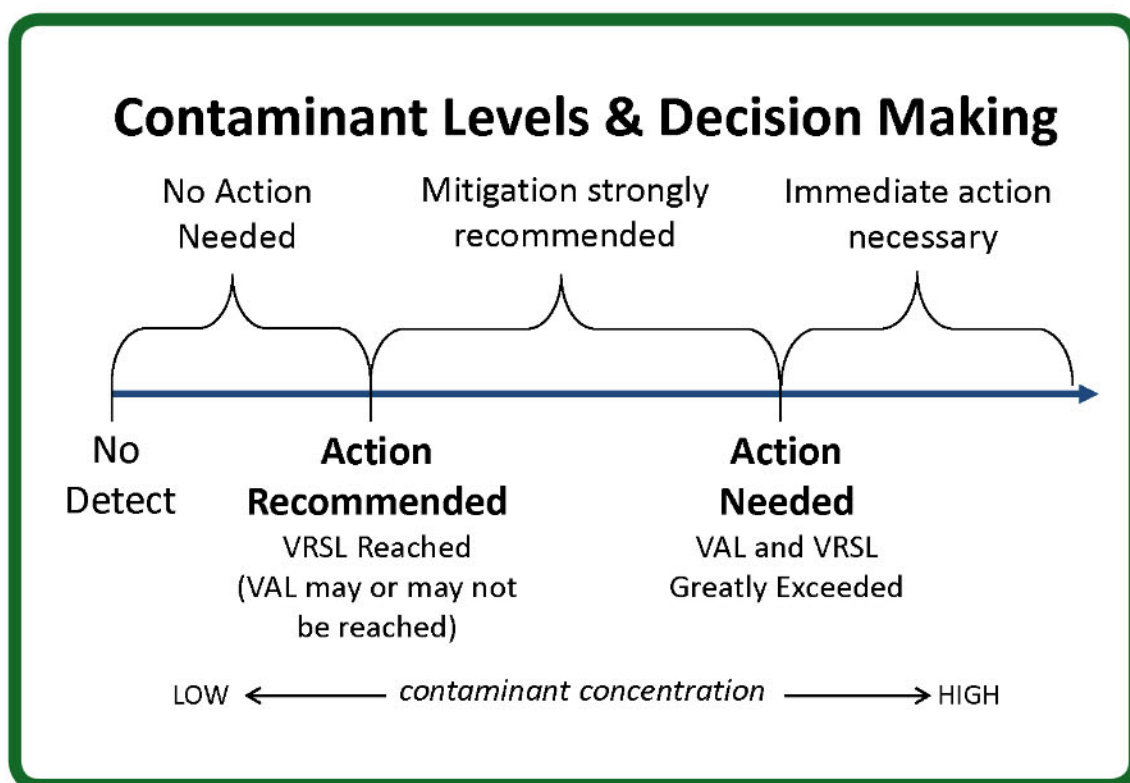 Contaminant Levels & Decision Making
No Action
Needed
Mitigation strongly
recommended
Immediate action
necessary
No
Detect
Action
Recommended
VRSL Reached
(VAL may or may not
be reached)
Action
Needed
VAL and VRSL
Greatly Exceeded
LOW contaminant concentration HIGH